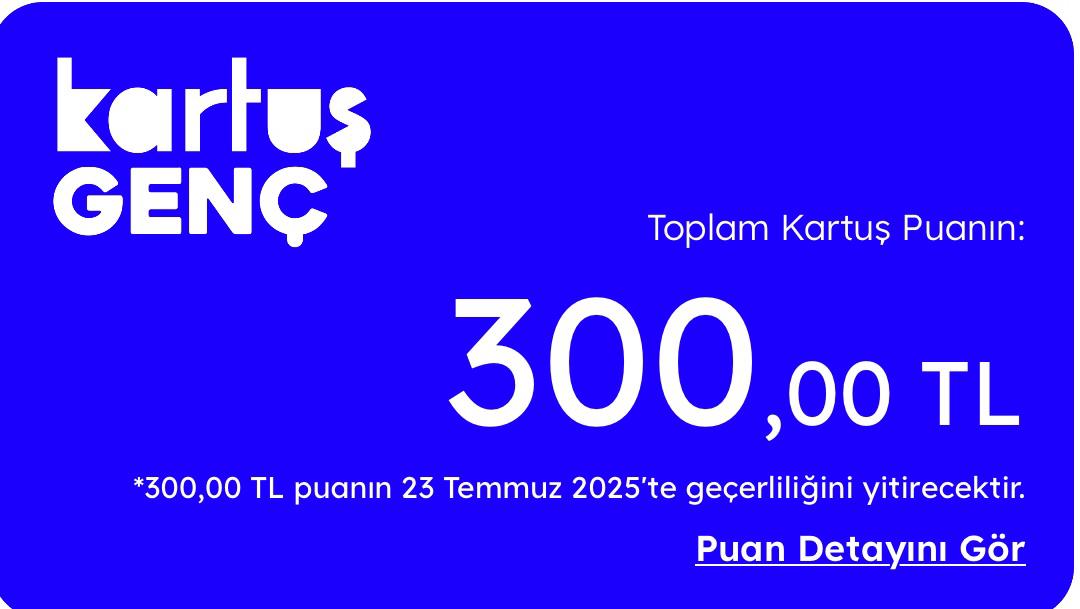 kartuş
GENÇ
Toplam Kartuş Puanın:
300,00 TL
*300,00 TL puanın 23 Temmuz 2025'te geçerliliğini yitirecektir.
Puan Detayını Gör